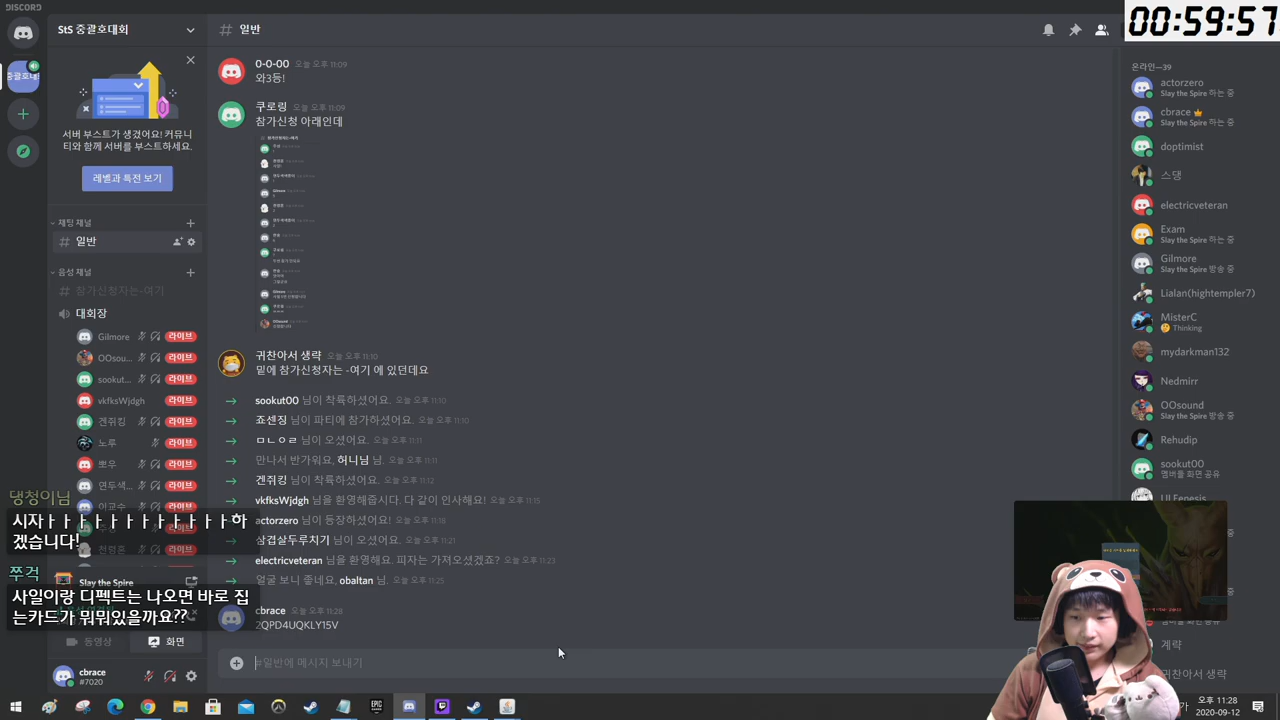 DISCORD
StS 중괄호대회
중괄호대
서버 부스트가 생겼어요! 커뮤니
티와 함께 서버를 부스트하세요.
레벨과 특전 보기
채팅 채널
# 일반
음성 채널
# 참가신청자는-여기
대회장
Gilmore 라이브
OOsou... 라이브
sookut... 라이브
vkfksWjdgh 라이브
겐쥐킹 라이브
노루 라이브
뽀우 라이브
연두색... 라이브
이교수
라이브
댕청이님
시자ㅏㅏㅏㅏㅏㅏㅏㅏㅏㅏㅏㅏㅏ하
겠습니다!
쭈걱
Slay the Spire
사일이랑 디펙트는 나오면 바로 집
는카드가 뭐뭐있을까요??
동영상
화면
cbrace
#7020
# 일반
0-0-00 오늘 오후 11:09
와3등!
쿠로링 오늘 오후 11:09
참가신청 아래인데
귀찬아서 생략 오늘 오후 11:10
밑에 참가신청자는 -여기 에 있던데요
sookut00 님이 착륙하셨어요. 오늘 오후 11:10
죠센징 님이 파티에 참가하셨어요. 오늘 오후 11:10
ㅁㄴㅇㄹ 님이 오셨어요. 오늘 오후 11:11
만나서 반가워요, 허니님 님. 오늘 오후 11:11
겐쥐킹 님이 착륙하셨어요. 오늘 오후 11:12
vkfksWjdgh 님을 환영해줍시다. 다 같이 인사해요! 오늘 오후 11:15
actorzero 님이 등장하셨어요! 오늘 오후 11:18
삼겹살두루치기 님이 오셨어요. 오늘 오후 11:21
electricveteran 님을 환영해요. 피자는 가져오셨겠죠? 오늘 오후 11:23
얼굴 보니 좋네요, obaltan 님. 오늘 오후 11:25
cbrace 오늘 오후 11:28
2QPD4UQKLY15V
#일반에 메시지 보내기
00:59:57
온라인—39
actorzero
Slay the Spire 하는 중
cbrace
Slay the Spire 하는 중
doptimist
스댕
electricveteran
Exam
Slay the Spire 하는 중
Gilmore
Slay the Spire 방송 중
Lialan(hightempler7)
MisterC
Thinking
mydarkman132
Nedmirr
OOsound
Slay the Spire 방송 중
Rehudip
sookut00
멤버들 화면 공유
계략
귀찬아서 생략
EPIC
오후 11:28
2020-09-12